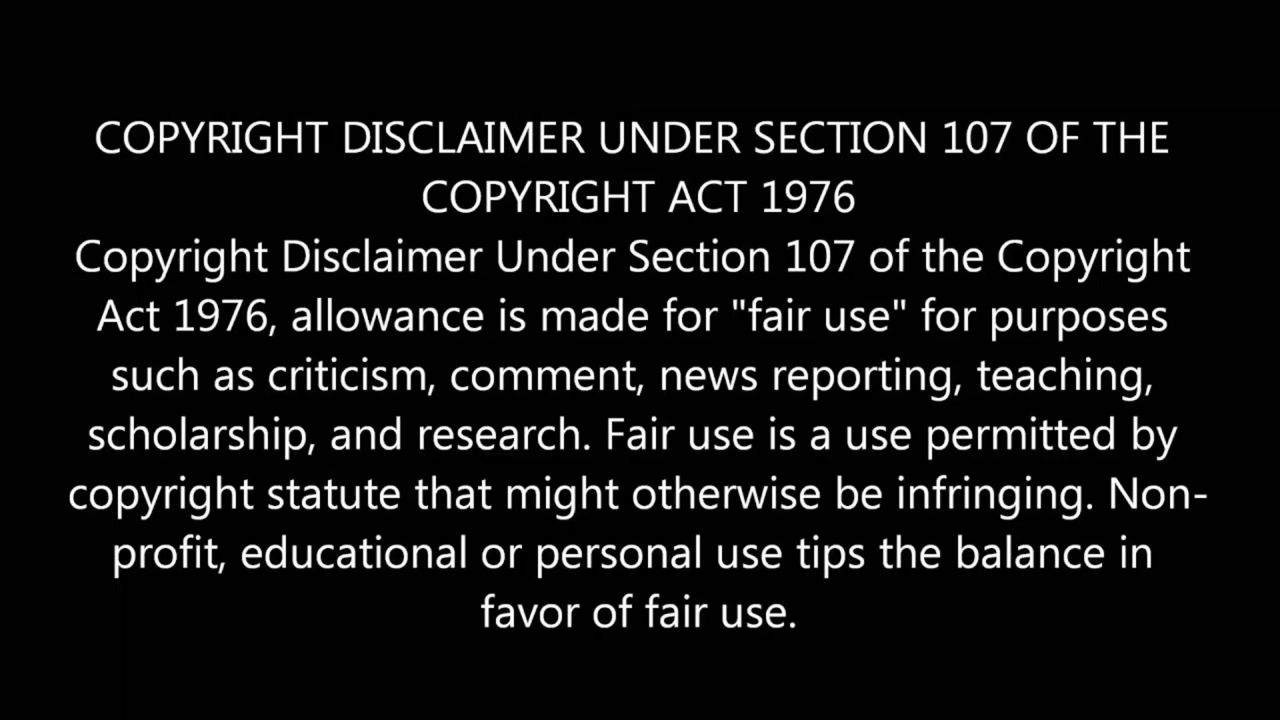 COPYRIGHT DISCLAIMER UNDER SECTION 107 OF THE
COPYRIGHT ACT 1976
Copyright Disclaimer Under Section 107 of the Copyright
Act 1976, allowance is made for "fair use" for purposes
such as criticism, comment, news reporting, teaching,
scholarship, and research. Fair use is a use permitted by
copyright statute that might otherwise be infringing. Non-
profit, educational or personal use tips the balance in
favor of fair use.